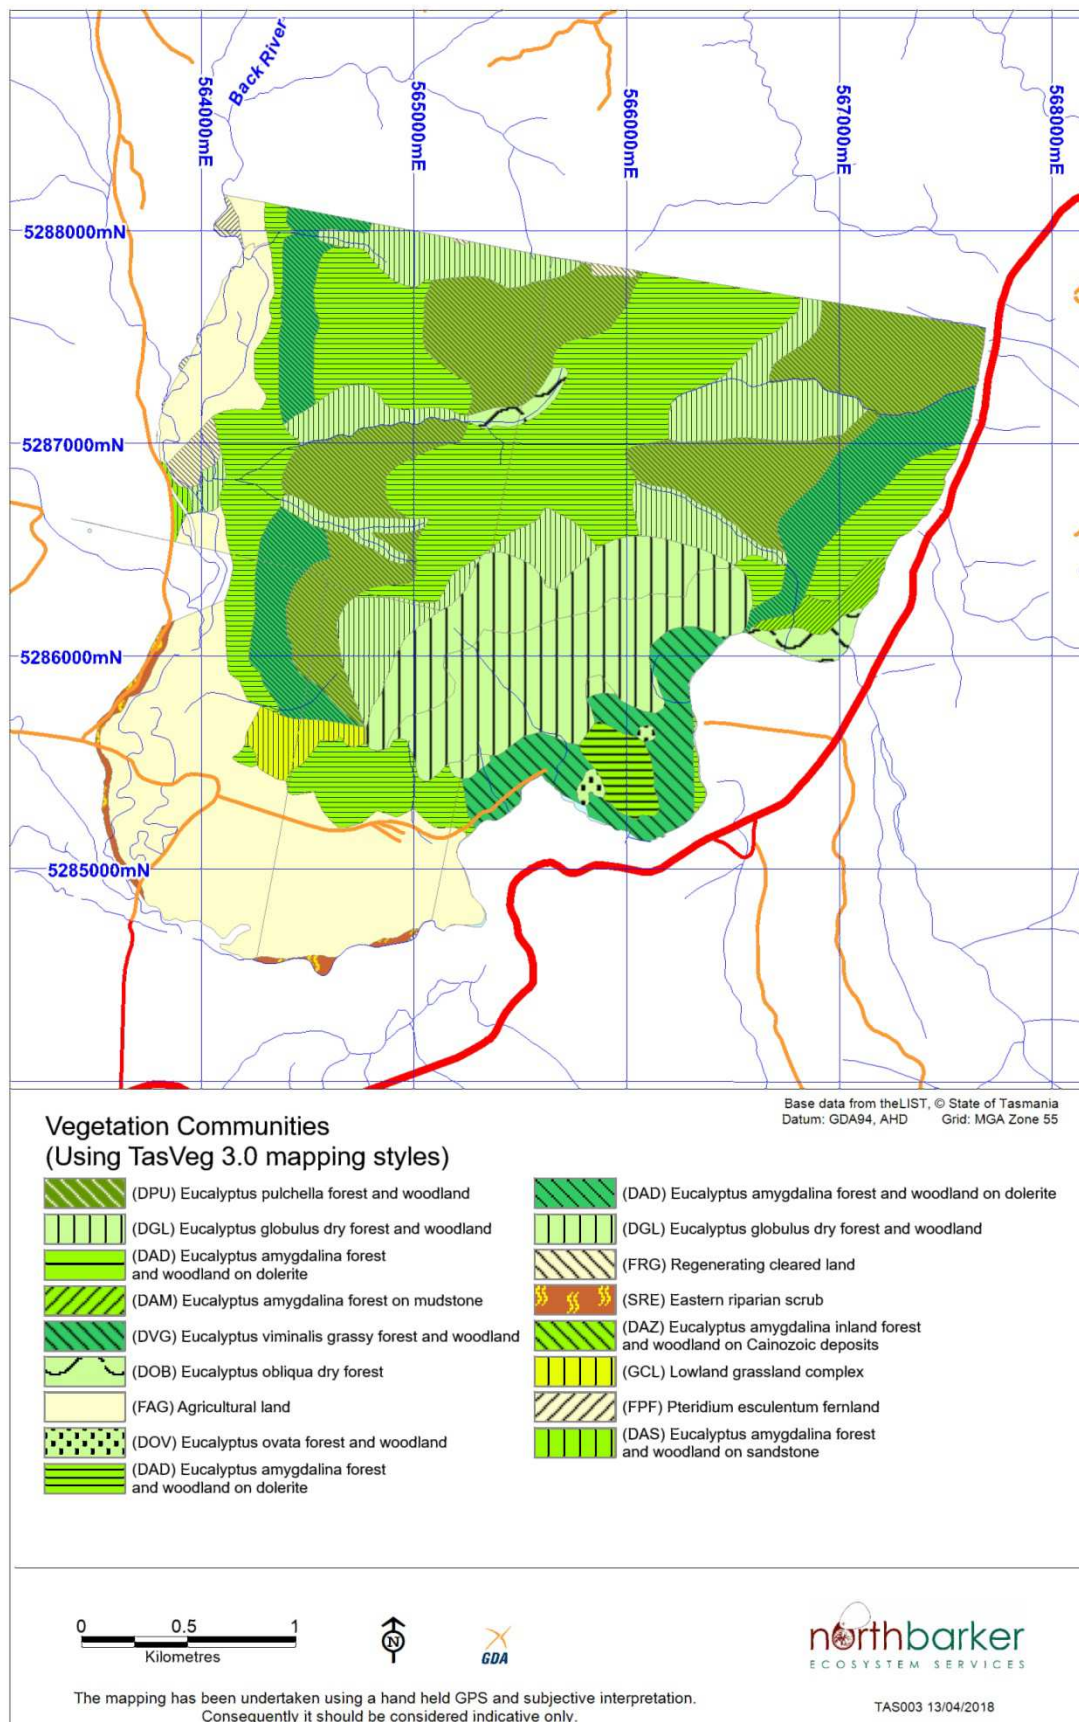 Back River
564000mE
565000mE
566000mE
567000mE
568000mE
5288000mN
5287000mN
5286000mN
5285000mN
Base data from theLIST, © State of Tasmania
Datum: GDA94, AHD Grid: MGA Zone 55
Vegetation Communities
(Using TasVeg 3.0 mapping styles)
(DPU) Eucalyptus pulchella forest and woodland
(DGL) Eucalyptus globulus dry forest and woodland
(DAD) Eucalyptus amygdalina forest
and woodland on dolerite
(DAM) Eucalyptus amygdalina forest on mudstone
(DVG) Eucalyptus viminalis grassy forest and woodland
(DOB) Eucalyptus obliqua dry forest
(FAG) Agricultural land
(DOV) Eucalyptus ovata forest and woodland
(DAD) Eucalyptus amygdalina forest
and woodland on dolerite
(DAD) Eucalyptus amygdalina forest and woodland on dolerite
(DGL) Eucalyptus globulus dry forest and woodland
(FRG) Regenerating cleared land
(SRE) Eastern riparian scrub
(DAZ) Eucalyptus amygdalina inland forest
and woodland on Cainozoic deposits
(GCL) Lowland grassland complex
(FPF) Pteridium esculentum fernland
(DAS) Eucalyptus amygdalina forest
and woodland on sandstone
0 0.5 1
Kilometres
N
GDA
northbarker
ECOSYSTEM SERVICES
The mapping has been undertaken using a hand held GPS and subjective interpretation.
Consequently it should be considered indicative only.
TAS003 13/04/2018